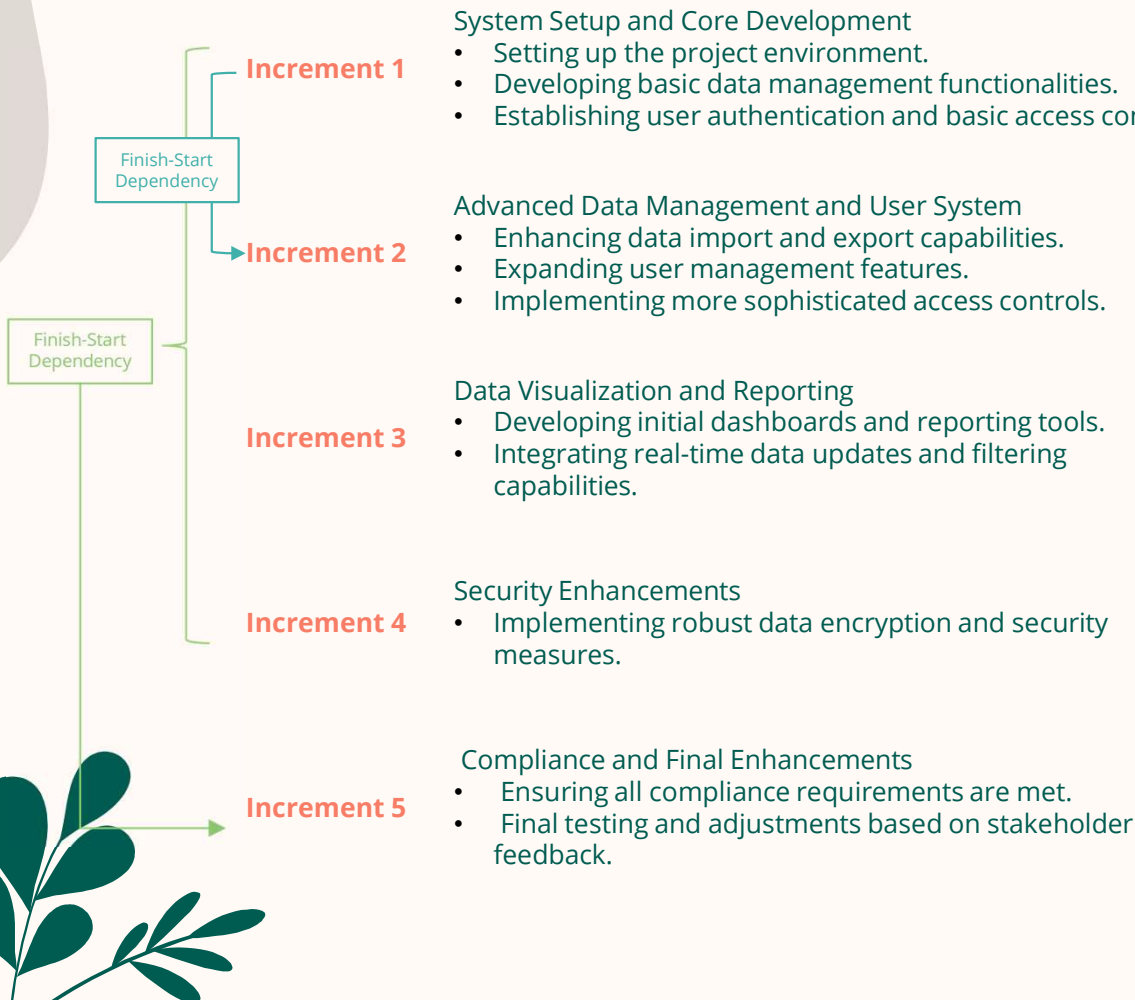 System Setup and Core Development
• Setting up the project environment.
Increment 1
• Developing basic data management functionalities.
• Establishing user authentication and basic access
Finish-Start
Dependency
Advanced Data Management and User System
• Enhancing data import and export capabilities.
Increment 2
• Expanding user management features.
• Implementing more sophisticated access controls.
Finish-Start
Dependency
Data Visualization and Reporting
• Developing initial dashboards and reporting tools.
Increment 3
• Integrating real-time data updates and filtering
capabilities.
Security Enhancements
Increment 4
• Implementing robust data encryption and security
measures.
Compliance and Final Enhancements
• Ensuring all compliance requirements are met.
Increment 5
• Final testing and adjustments based on stakeholder
feedback.